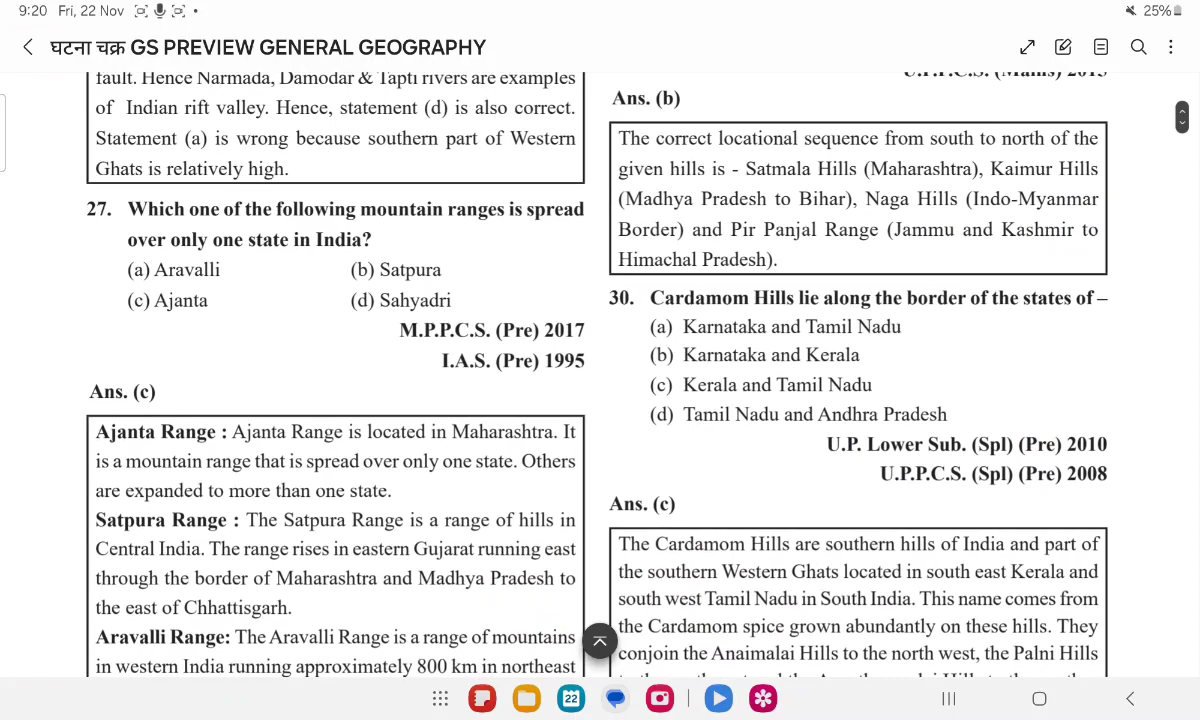 9:20 Fri, 22 Nov
25%
घटना चक्र GS PREVIEW GENERAL GEOGRAPHY
fault. Hence Narmada, Damodar & Tapti rivers are examples
of Indian rift valley. Hence, statement (d) is also correct.
Statement (a) is wrong because southern part of Western
Ghats is relatively high.
27. Which one of the following mountain ranges is spread
over only one state in India?
(a) Aravalli (b) Satpura
(c) Ajanta (d) Sahyadri
M.P.P.C.S. (Pre) 2017
I.A.S. (Pre) 1995
Ans. (c)
Ajanta Range : Ajanta Range is located in Maharashtra. It
is a mountain range that is spread over only one state. Others
are expanded to more than one state.
Satpura Range : The Satpura Range is a range of hills in
Central India. The range rises in eastern Gujarat running east
through the border of Maharashtra and Madhya Pradesh to
the east of Chhattisgarh.
Aravalli Range: The Aravalli Range is a range of mountains
in western India running approximately 800 km in northeast
Ans. (b)
The correct locational sequence from south to north of the
given hills is - Satmala Hills (Maharashtra), Kaimur Hills
(Madhya Pradesh to Bihar), Naga Hills (Indo-Myanmar
Border) and Pir Panjal Range (Jammu and Kashmir to
Himachal Pradesh).
30. Cardamom Hills lie along the border of the states of –
(a) Karnataka and Tamil Nadu
(b) Karnataka and Kerala
(c) Kerala and Tamil Nadu
(d) Tamil Nadu and Andhra Pradesh
U.P. Lower Sub. (Spl) (Pre) 2010
U.P.P.C.S. (Spl) (Pre) 2008
Ans. (c)
The Cardamom Hills are southern hills of India and part of
the southern Western Ghats located in south east Kerala and
south west Tamil Nadu in South India. This name comes from
the Cardamom spice grown abundantly on these hills. They
conjoin the Anaimalai Hills to the north west, the Palni Hills
22